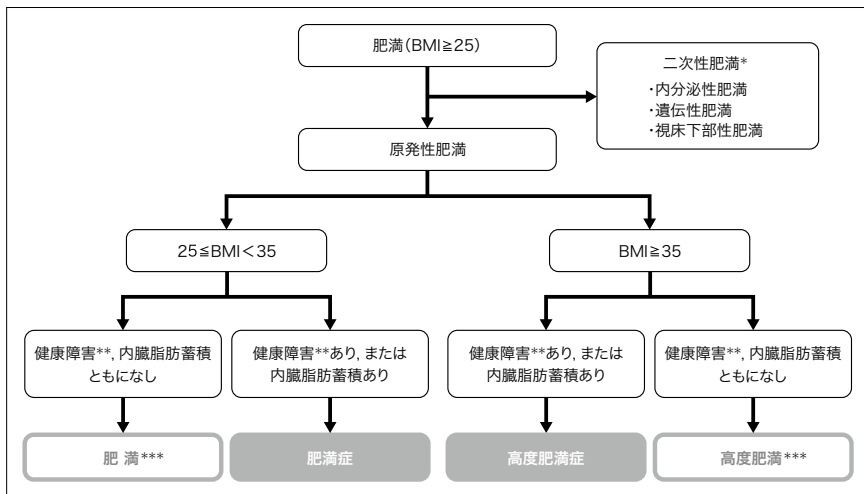 肥満(BMI≧25)
二次性肥満*
・内分泌性肥満
・遺伝性肥満
・視床下部性肥満
原発性肥満
25≦BMI<35
BMI≧35
健康障害**, 内臓脂肪蓄積
ともになし
健康障害**あり, または
内臓脂肪蓄積あり
健康障害**あり, または
内臓脂肪蓄積あり
健康障害**, 内臓脂肪蓄積
ともになし
肥 満***
肥満症
高度肥満症
高度肥満***